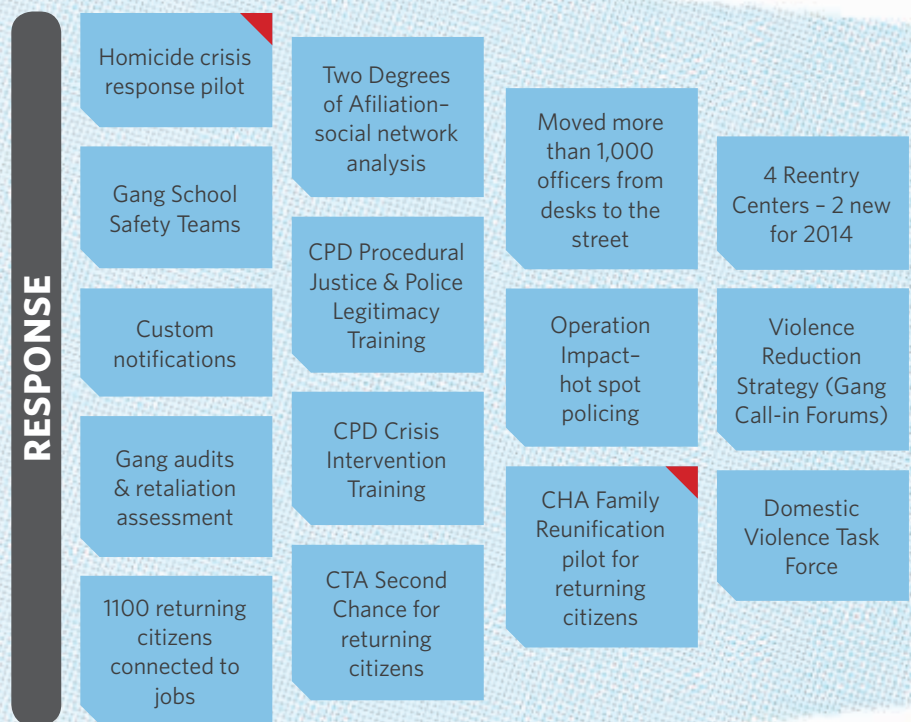 RESPONSE
Homicide crisis
response pilot
Gang School
Safety Teams
Custom
notifications
Gang audits
& retaliation
assessment
1100 returning
citizens
connected to
jobs
Two Degrees
of Afiliation–
social network
analysis
CPD Procedural
Justice & Police
Legitimacy
Training
CPD Crisis
Intervention
Training
CTA Second
Chance for
returning
citizens
Moved more
than 1,000
officers from
desks to the
street
Operation
Impact–
hot spot
policing
CHA Family
Reunification
pilot for
returning
citizens
4 Reentry
Centers – 2 new
for 2014
Violence
Reduction
Strategy (Gang
Call-in Forums)
Domestic
Violence Task
Force